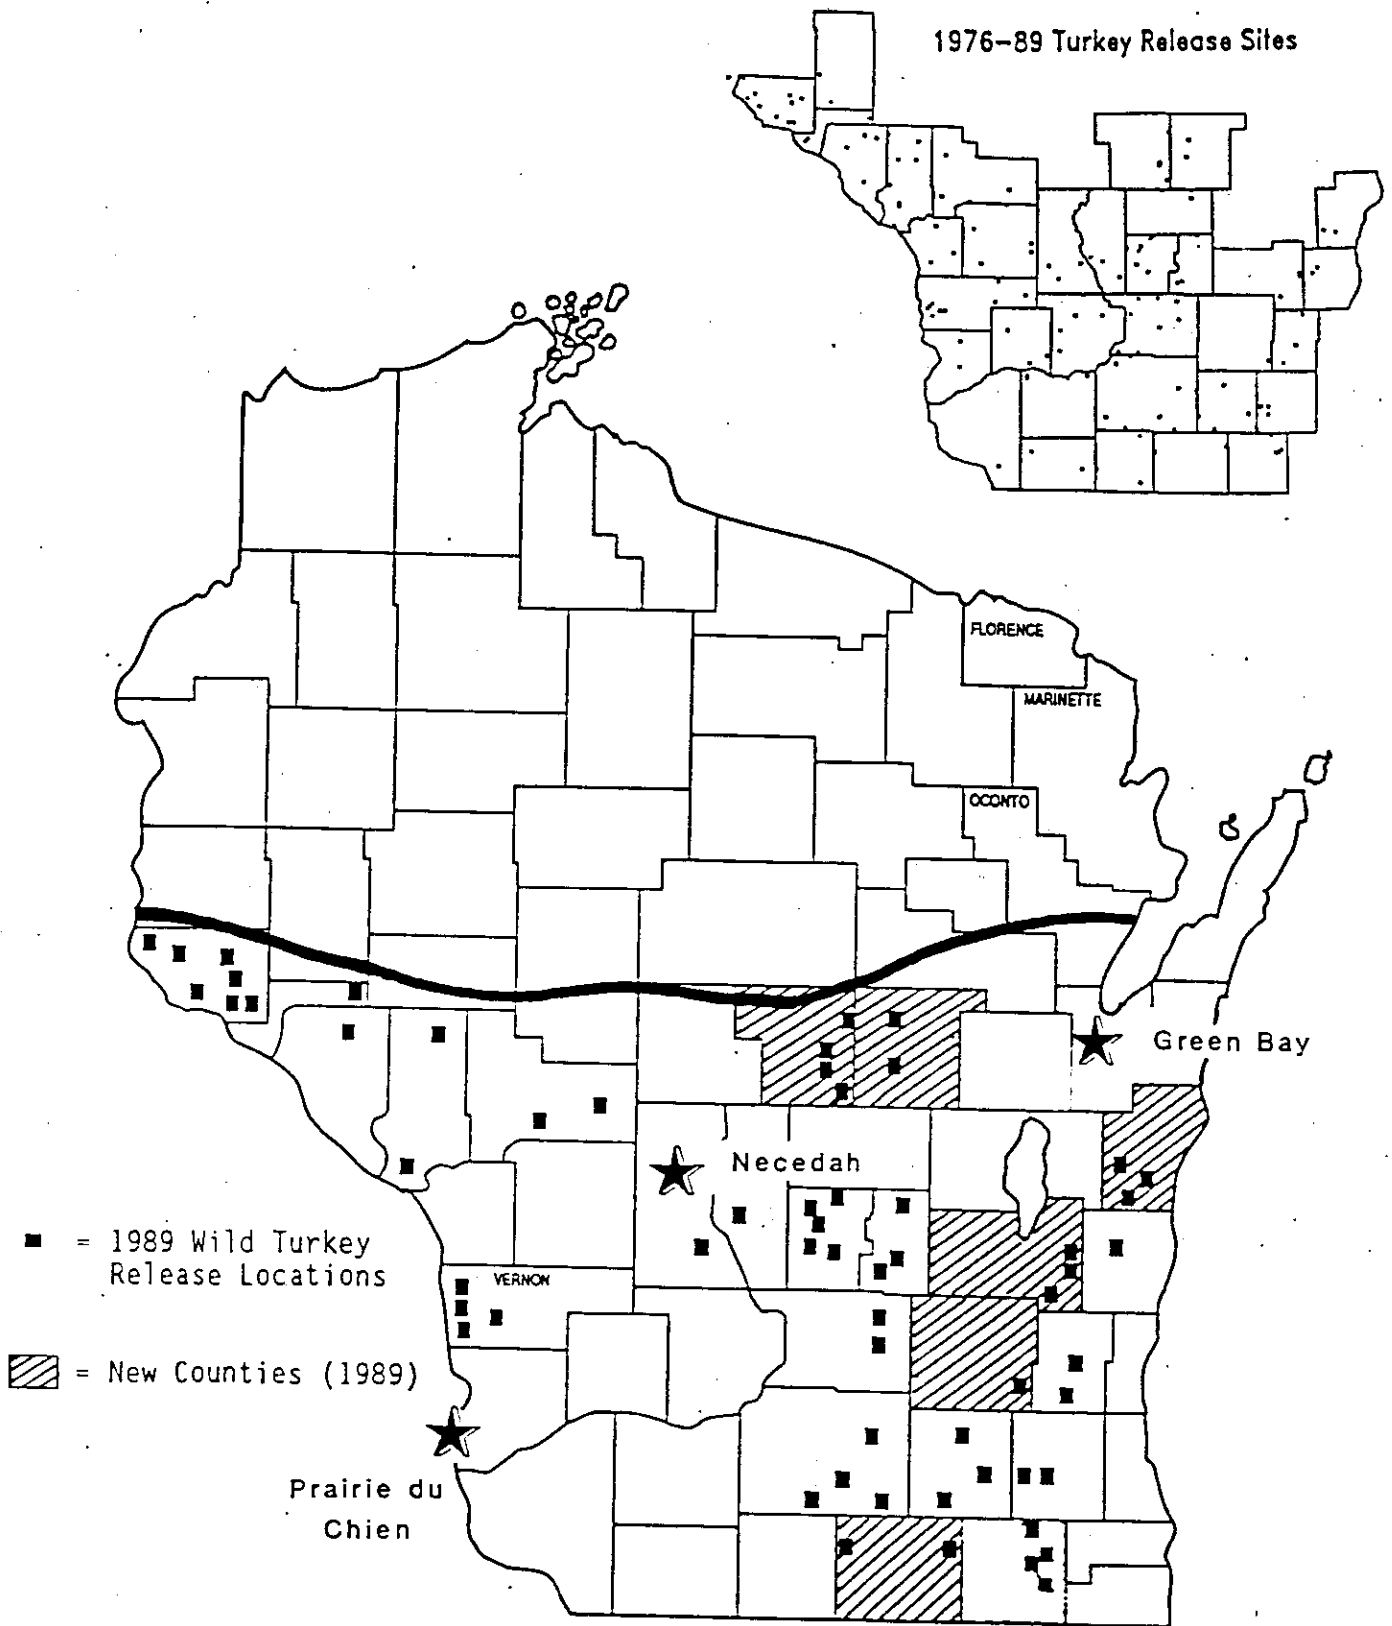 1976-89 Turkey Release Sites
FLORENCE
MARINETTE
OCONTO
Green Bay
Necedah
■ = 1989 Wild Turkey
Release Locations
VERNON
= New Counties (1989)
Prairie du
Chien